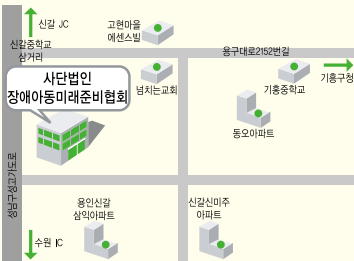 신갈 JC
신갈중학교
삼거리
고현마을
에센스빌
용구대로2152번길
사단법인
장애아동미래준비협회
넘치는교회
기흥중학교
기흥구청
동오아파트
성남구성고가도로
용인신갈
삼익아파트
신갈신미주
아파트
수원 IC